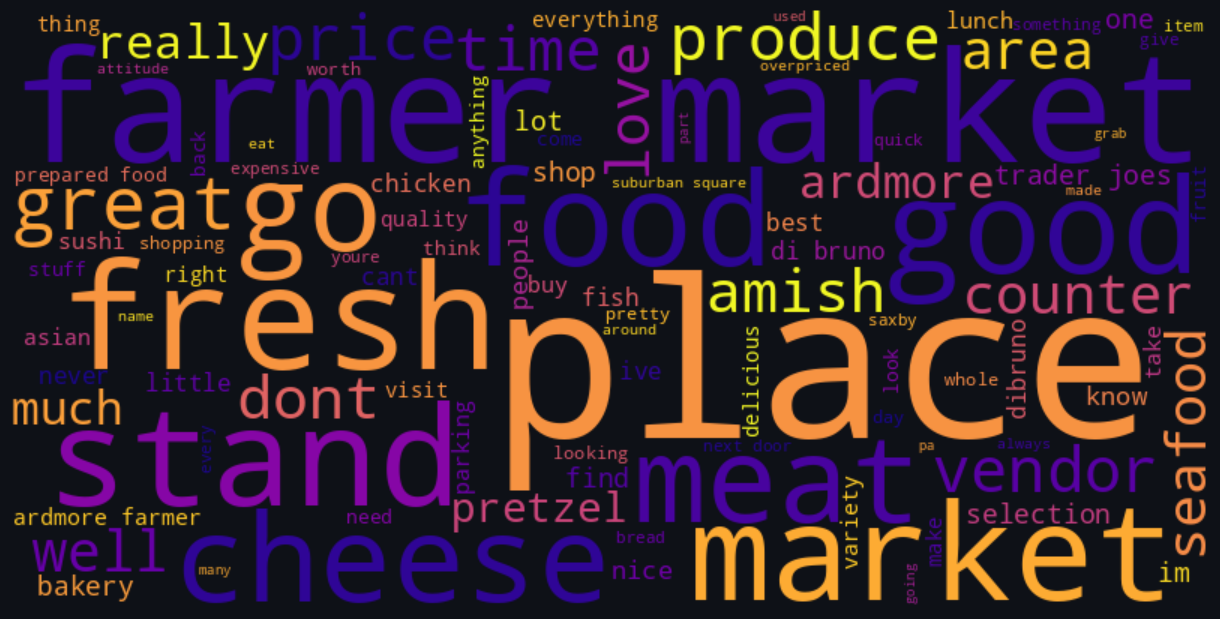 thing
really
price
time
everything
produce
used
lunch
something
one
item
area
give
farmer market
attitude
worth
love
overpriced
anything
lot
come
part
quick
grab
back
eat
prepared food
expensive
chicken
shop
suburban square
ardmore
trader joes
made
fruit
great
go
food
good
quality
best
sushi
shopping
youre
think
people
di bruno
stuff
right
cant
buy
fish
amish
counter
fresh
place
name
pretty
around
saxby
asian
delicious
look
dibruno
take
seafood
never
little
ive
whole
know
much
dont
visit
day
stand
every
parking
looking
next door
pa
always
find
meat
vendor
pretzel
variety
selection
ardmore farmer
need
well
cheese
bread
market
make
many
nice
going
im
bakery